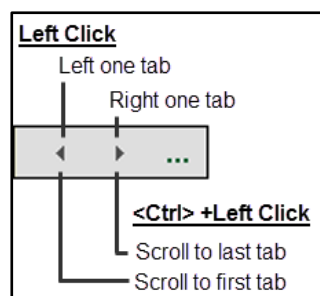 Left Click
Left one tab
Right one tab
...
<Ctrl> +Left Click
Scroll to last tab
Scroll to first tab